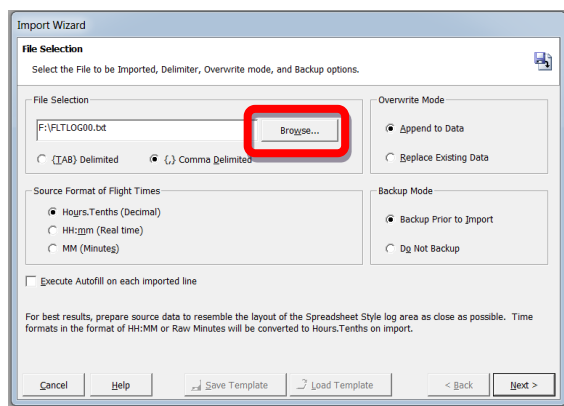 Import Wizard
File Selection
Select the File to be Imported, Delimiter, Overwrite mode, and Backup options.
File Selection
F:\FLTLOG00.txt
Browse...
{TAB} Delimited
{,} Comma Delimited
Overwrite Mode
Append to Data
Replace Existing Data
Source Format of Flight Times
Hours.Tenths (Decimal)
HH:mm (Real time)
MM (Minutes)
Backup Mode
Backup Prior to Import
Do Not Backup
Execute Autofill on each imported line
For best results, prepare source data to resemble the layout of the Spreadsheet Style log area as close as possible. Time
formats in the format of HH:MM or Raw Minutes will be converted to Hours.Tenths on import.
Cancel
Help
Save Template
Load Template
< Back
Next >